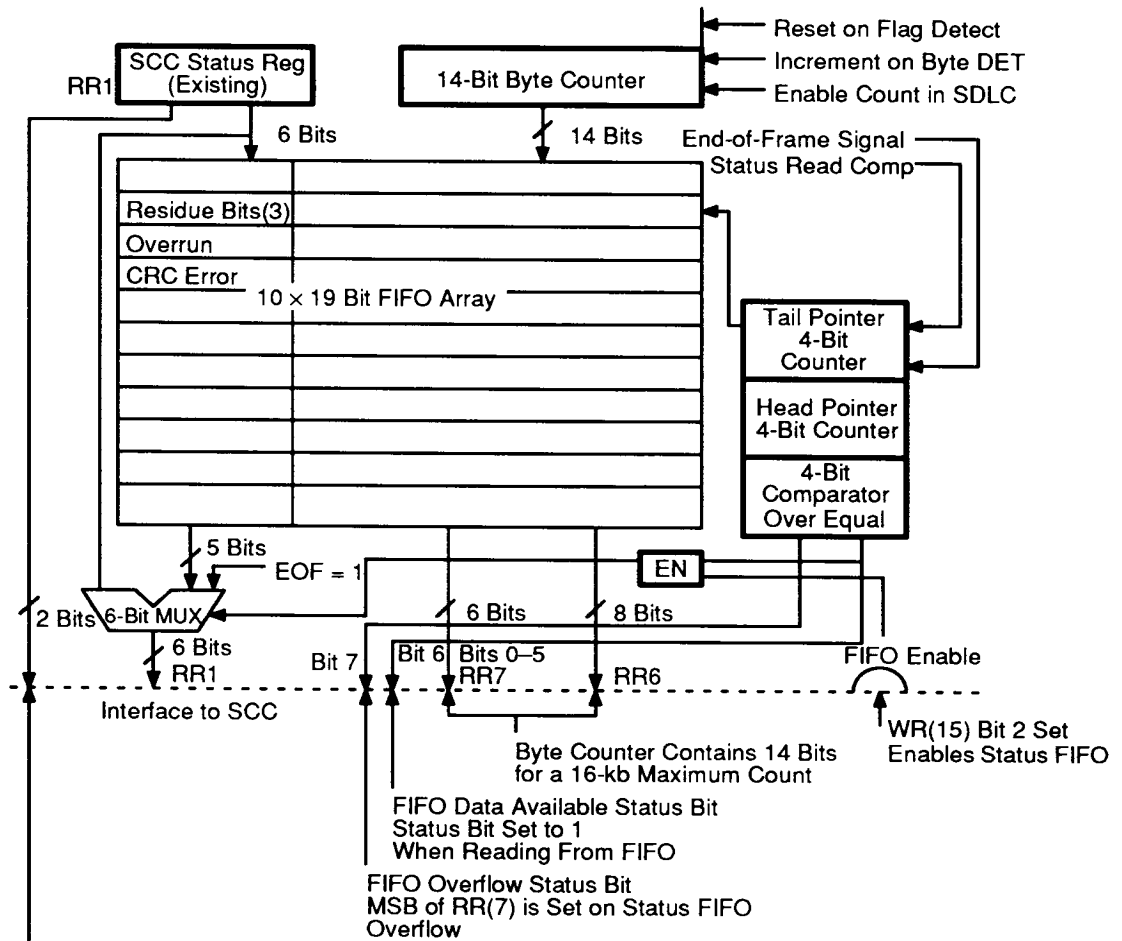 Reset on Flag Detect
SCC Status Reg
(Existing)
RR1
14-Bit Byte Counter
Increment on Byte DET
Enable Count in SDLC
6 Bits
14 Bits
End-of-Frame Signal
Status Read Comp
Residue Bits(3)
Overrun
CRC Error
10 × 19 Bit FIFO Array
Tail Pointer
4-Bit
Counter
Head Pointer
4-Bit Counter
4-Bit
Comparator
Over Equal
5 Bits
EOF = 1
EN
6-Bit MUX
2 Bits
6 Bits
8 Bits
6 Bits
RR1
Bit 7
Bit 6
Bits 0–5
RR7
RR6
FIFO Enable
Interface to SCC
WR(15) Bit 2 Set
Enables Status FIFO
Byte Counter Contains 14 Bits
for a 16-kb Maximum Count
FIFO Data Available Status Bit
Status Bit Set to 1
When Reading From FIFO
FIFO Overflow Status Bit
MSB of RR(7) is Set on Status FIFO
Overflow